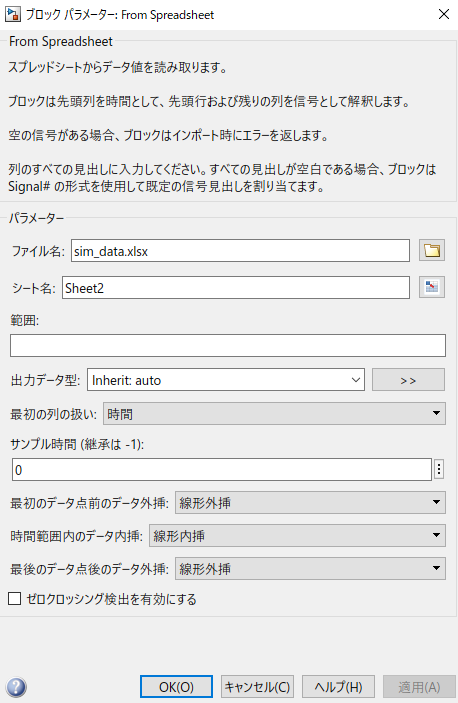 ブロック パラメーター: From Spreadsheet
From Spreadsheet
スプレッドシートからデータ値を読み取ります。
ブロックは先頭列を時間として、先頭行および残りの列を信号として解釈します。
空の信号がある場合、ブロックはインポート時にエラーを返します。
列のすべての見出しに入力してください。すべての見出しが空白である場合、ブロックは
Signal# の形式を使用して既定の信号見出しを割り当てます。
パラメーター
ファイル名: sim_data.xlsx
シート名: Sheet2
範囲:
出力データ型: Inherit: auto >>
最初の列の扱い: 時間
サンプル時間 (継承は -1):
0
最初のデータ点前のデータ外挿: 線形外挿
時間範囲内のデータ内挿: 線形内挿
最後のデータ点後のデータ外挿: 線形外挿
ゼロクロッシング検出を有効にする
? OK(O) キャンセル(C) ヘルプ(H) 適用(A)